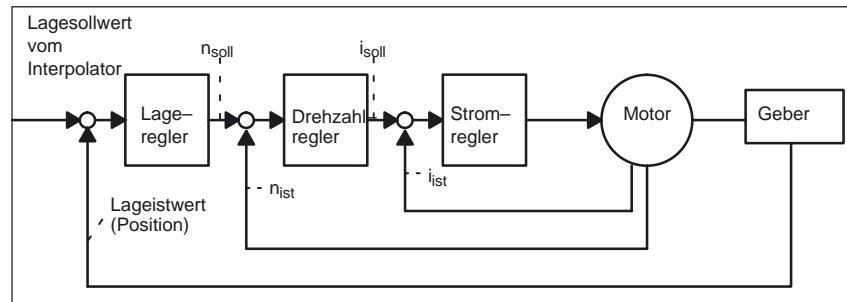 Lagesollwert
vom
Interpolator
n_soll
i_soll
Lage–
regler
Drehzahl
regler
Strom–
regler
Motor
Geber
n_ist
i_ist
Lageistwert
(Position)